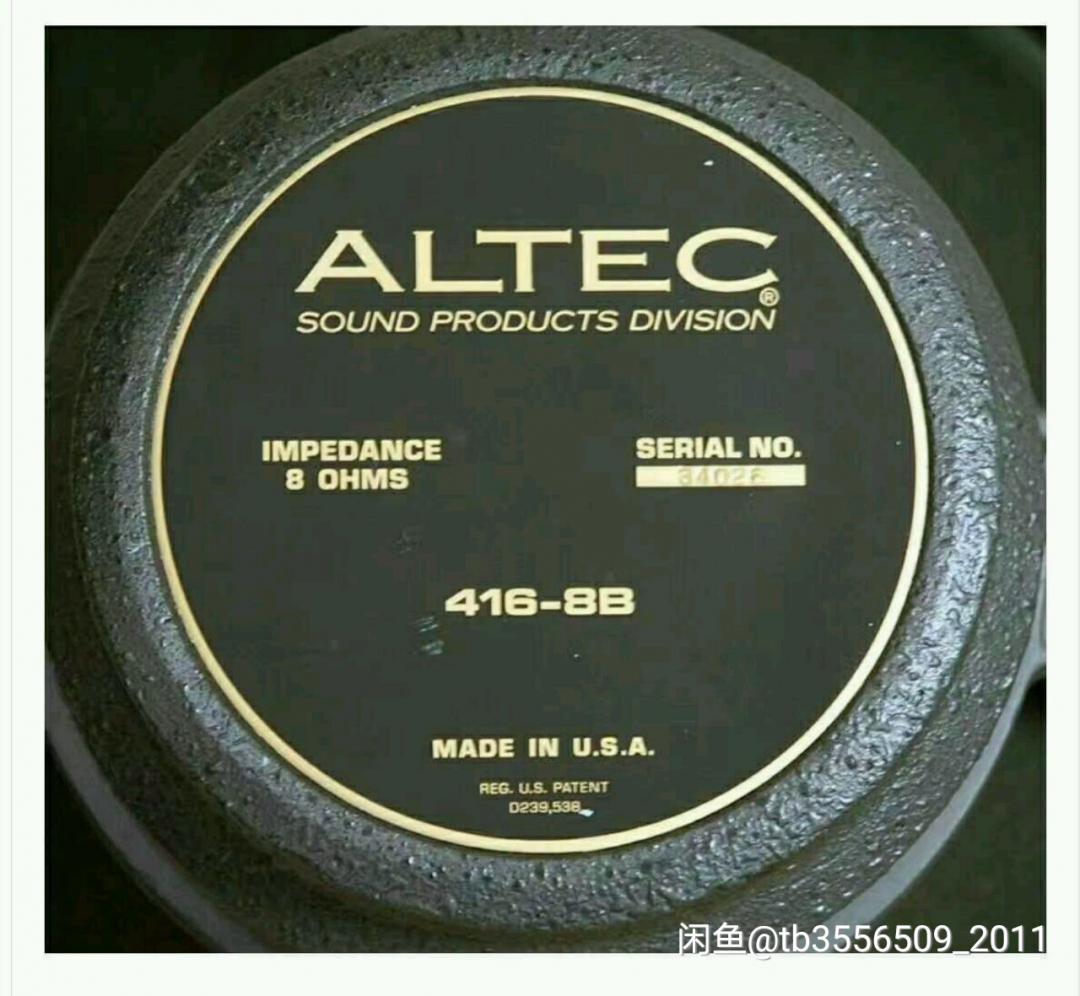 ALTEC®
SOUND PRODUCTS DIVISION
IMPEDANCE
8 OHMS
SERIAL NO.
34026
416-8B
MADE IN U.S.A.
REG. U.S. PATENT
D239,538
闲鱼@tb3556509_2011